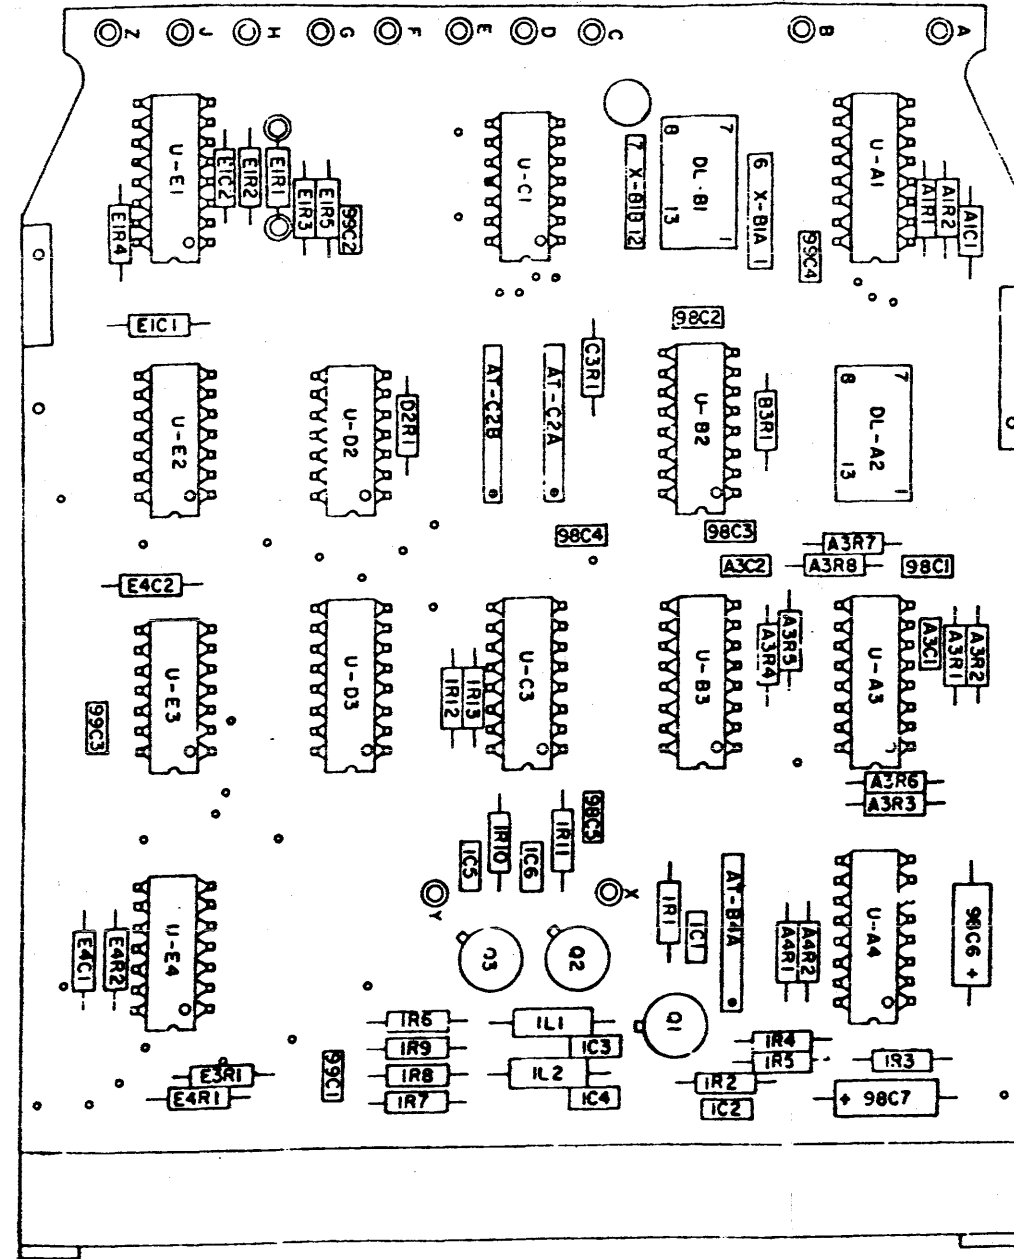 Z J H G F E D C B A
U-E1
E1C2
E1R2
E1R1
E1R3
E1R5
99C2
E1R4
U-C1
7 X-B1B 12
8 7
DL-B1
13 1
6 X-B1A 1
99C4
U-A1
A1R1
A1R2
A1C1
E1C1
98C2
U-E2
U-D2
D2R1
AT-C2B
AT-C2A
C3R1
U-B2
B3R1
8 7
DL-A2
13 1
98C4
98C3
A3R7
A3C2
A3R8
98C1
E4C2
U-E3
99C3
U-D3
1R12
1R13
U-C3
U-B3
A3R4
A3R5
U-A3
A3C1
A3R1
A3R2
A3R6
A3R3
1C5
1R10
1C6
1R11
98C5
Y
X
1R1
1C1
AT-B4A
A4R1
A4R2
U-A4
98C6 +
E4C1
E4R2
U-E4
Q3
Q2
Q1
1R6
1L1
1R4
1R9
1C3
1R5
1R3
E3R1
99C1
1R8
1L2
1R2
E4R1
1R7
1C4
1C2
+ 98C7